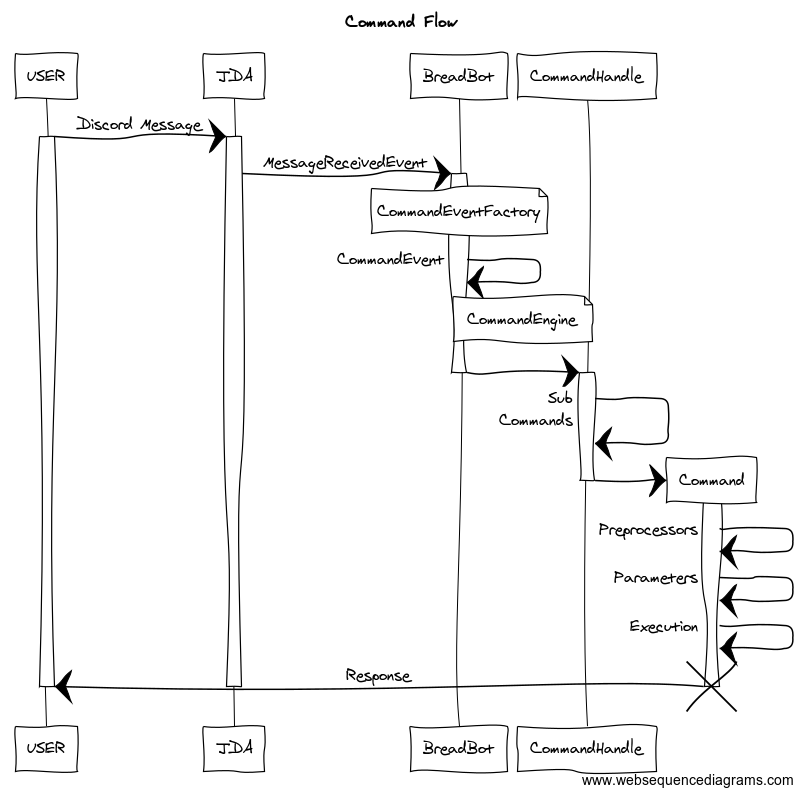 Command Flow
USER
JDA
BreadBot
CommandHandle
Discord Message
MessageReceivedEvent
CommandEventFactory
CommandEvent
CommandEngine
Sub
Commands
Command
Preprocessors
Parameters
Execution
Response
USER
JDA
BreadBot
CommandHandle
www.websequencediagrams.com